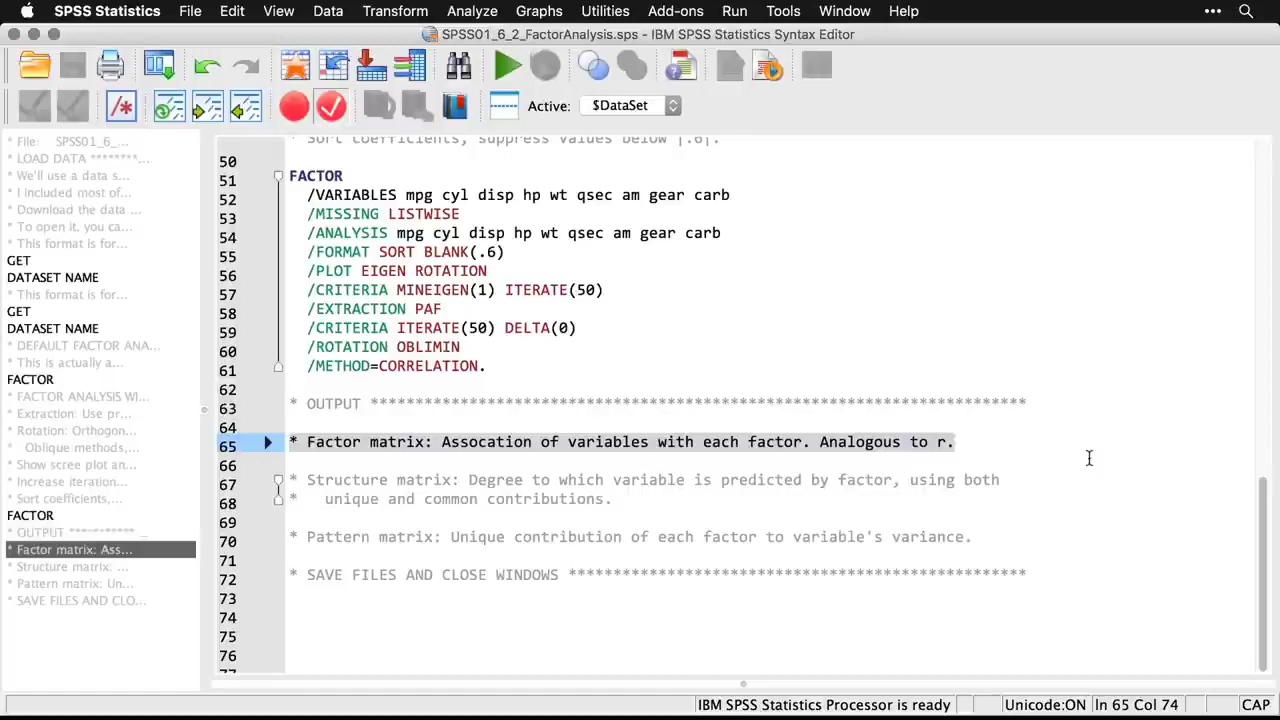 SPSS Statistics File Edit View Data Transform Analyze Graphs Utilities Add-ons Run Tools Window Help
SPSS01_6_2_FactorAnalysis.sps - IBM SPSS Statistics Syntax Editor
Active: $DataSet
* File: SPSS01_6_...
* LOAD DATA ********,...
* We'll use a data s...
* I Included most of...
* Download the data ...
* To open it, you ca...
* This format is for...
GET
DATASET NAME
* This format is for...
GET
DATASET NAME
* DEFAULT FACTOR ANA...
* This is actually a...
FACTOR
* FACTOR ANALYSIS WI...
* Extraction: Use pr...
* Rotation: Orthogon...
Oblique methods,...
* Show scree plot an...
* Increase iteration...
* Sort coefficients,...
FACTOR
* OUTPUT ***********
* Factor matrix: Ass...
* Structure matrix: ...
* Pattern matrix: Un...
* SAVE FILES AND CLO...
* Sort coefficients, suppress values below |.6|.
50
51 FACTOR
52 /VARIABLES mpg cyl disp hp wt qsec am gear carb
53 /MISSING LISTWISE
54 /ANALYSIS mpg cyl disp hp wt qsec am gear carb
55 /FORMAT SORT BLANK(.6)
56 /PLOT EIGEN ROTATION
57 /CRITERIA MINEIGEN(1) ITERATE(50)
58 /EXTRACTION PAF
59 /CRITERIA ITERATE(50) DELTA(0)
60 /ROTATION OBLIMIN
61 /METHOD=CORRELATION.
62
63 * OUTPUT *************************************************************************
64
65 * Factor matrix: Assocation of variables with each factor. Analogous to r.
66
67 * Structure matrix: Degree to which variable is predicted by factor, using both
68 * unique and common contributions.
69
70 * Pattern matrix: Unique contribution of each factor to variable's variance.
71
72 * SAVE FILES AND CLOSE WINDOWS ***************************************************
73
74
75
76
77
IBM SPSS Statistics Processor is ready Unicode:ON In 65 Col 74 CAP